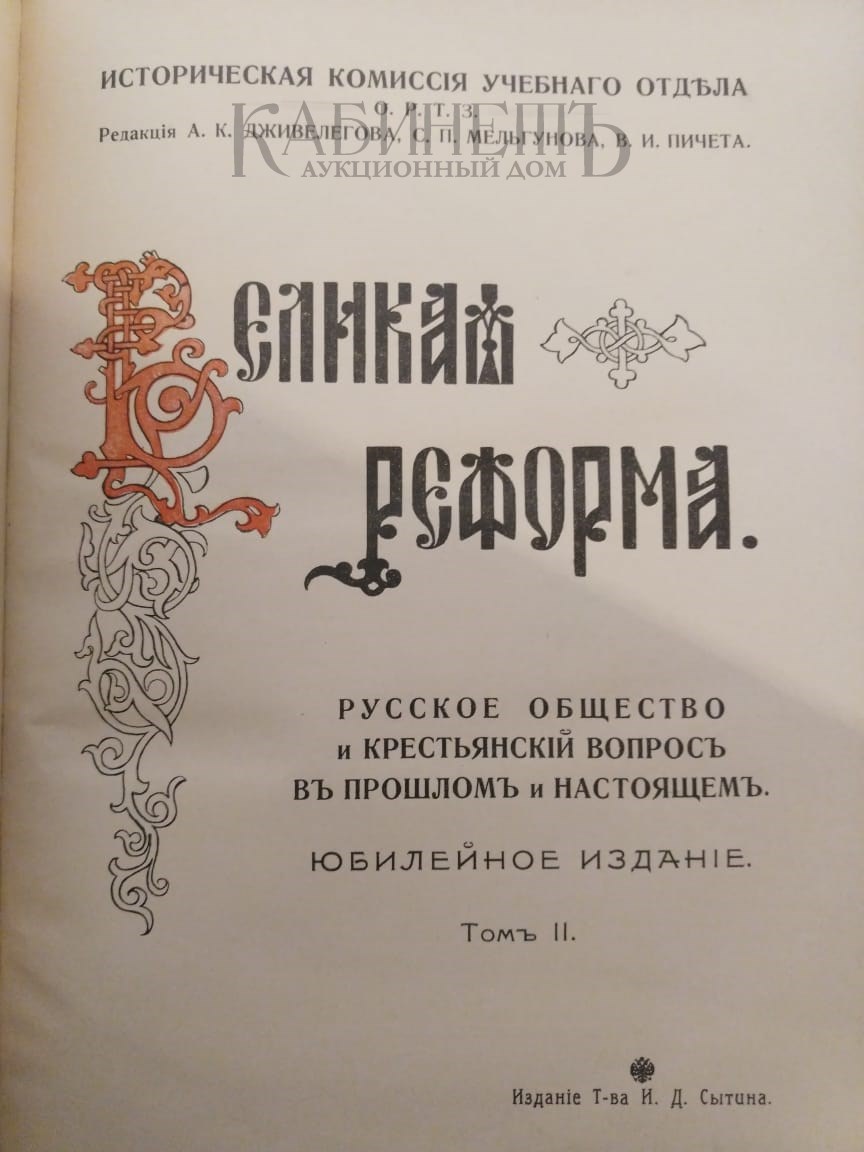 ИСТОРИЧЕСКАЯ КОМИССІЯ УЧЕБНАГО ОТДѢЛА
О. Р. Т. З.
Редакція А. К. ДЖИВЕЛЕГОВА, С. П. МЕЛЬГУНОВА, В. И. ПИЧЕТА.
КАБИНЕТЪ
АУКЦИОННЫЙ ДОМ
ВЕЛИКАЯ
РЕФОРМА.
РУССКОЕ ОБЩЕСТВО
и КРЕСТЬЯНСКІЙ ВОПРОСЪ
ВЪ ПРОШЛОМЪ и НАСТОЯЩЕМЪ.
ЮБИЛЕЙНОЕ ИЗДАНІЕ.
Томъ II.
Изданіе Т-ва И. Д. Сытина.